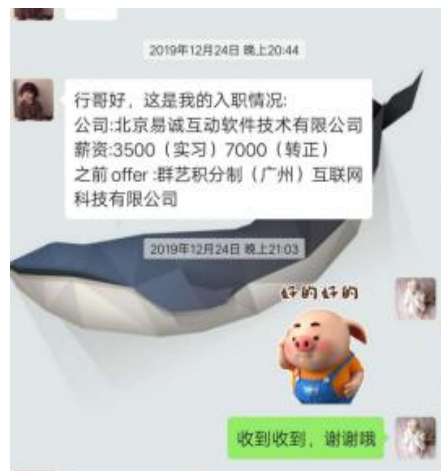 2019年12月24日 晚上20:44
行哥好，这是我的入职情况:
公司:北京易诚互动软件技术有限公司
薪资:3500（实习）7000（转正）
之前offer:群艺积分制（广州）互联网
科技有限公司
2019年12月24日 晚上21:03
好的好的
收到收到，谢谢哦